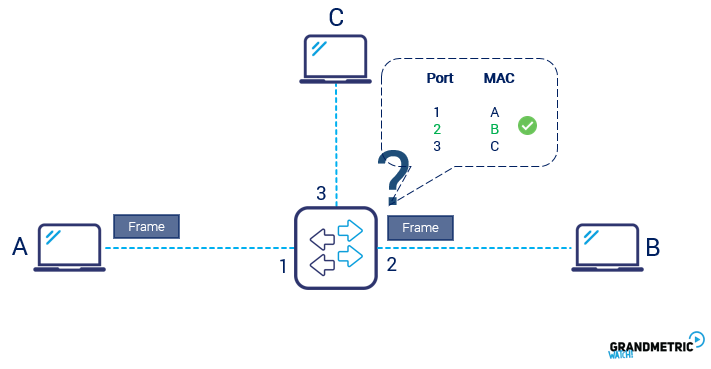 C
Port MAC
1 A
2 B
3 C
?
3
Frame
Frame
A
B
1
2
GRANDMETRIC
WATCH!